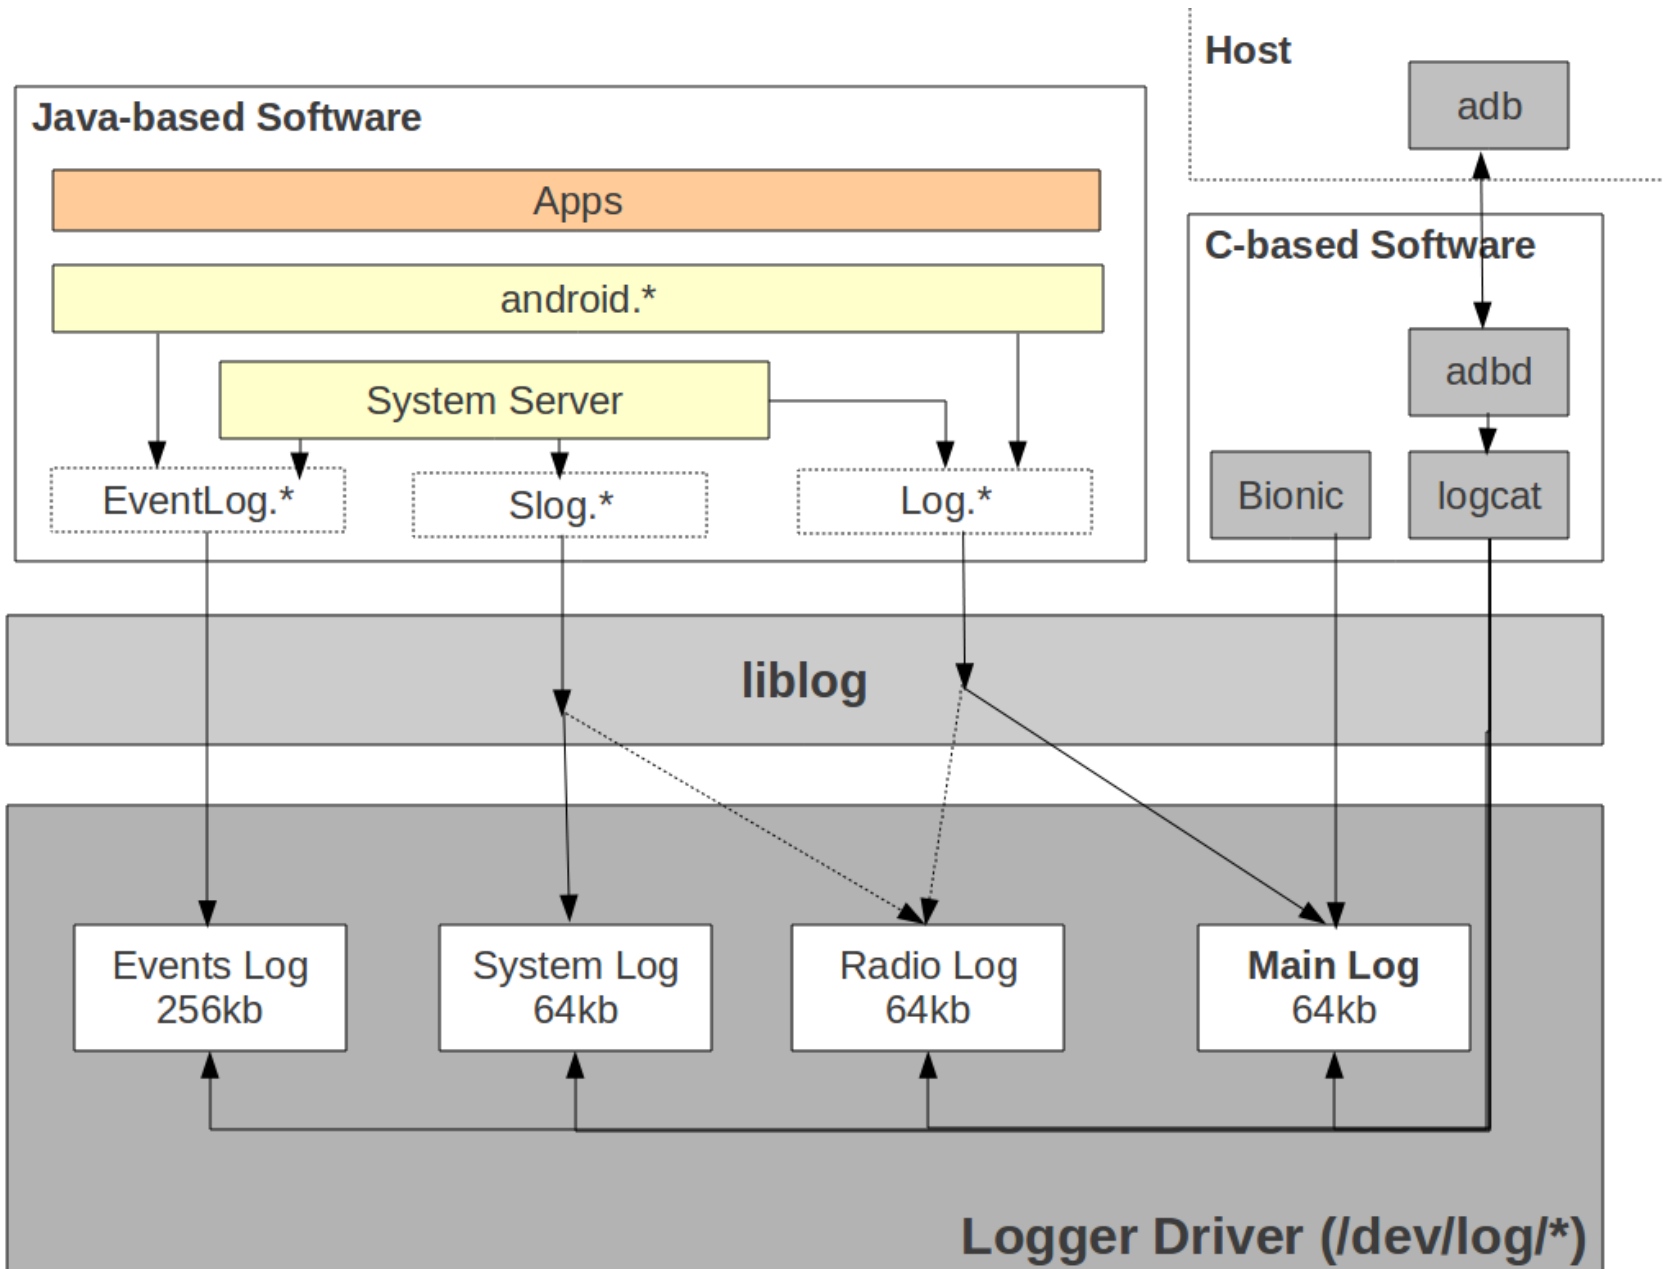 Host
adb
Java-based Software
Apps
android.*
System Server
EventLog.*
Slog.*
Log.*
C-based Software
adbd
Bionic
logcat
liblog
Events Log
256kb
System Log
64kb
Radio Log
64kb
Main Log
64kb
Logger Driver (/dev/log/*)